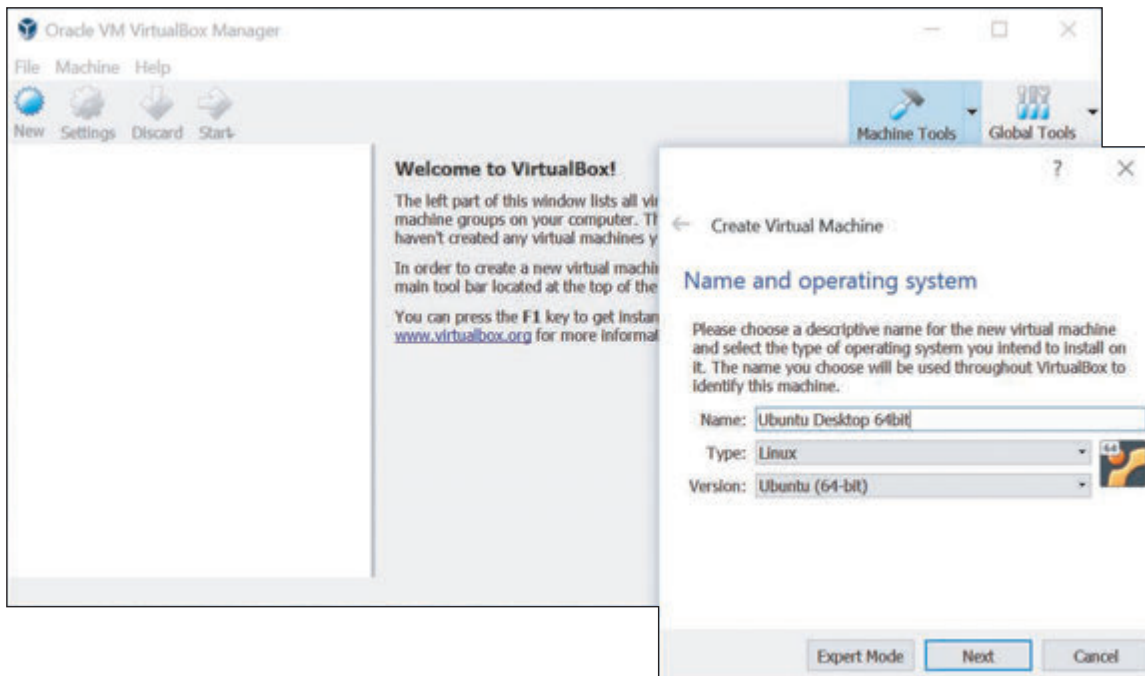 Oracle VM VirtualBox Manager
File Machine Help
New Settings Discard Start
Machine Tools Global Tools
Welcome to VirtualBox!
The left part of this window lists all
machine groups on your computer.
haven't created any virtual machines
In order to create a new virtual
main tool bar located at the top of the
You can press the F1 key to get
www.virtualbox.org for more
?
Create Virtual Machine
Name and operating system
Please choose a descriptive name for the new virtual machine
and select the type of operating system you intend to install on
it. The name you choose will be used throughout VirtualBox to
identify this machine.
Name: Ubuntu Desktop 64bit
Type: Linux
64
Version: Ubuntu (64-bit)
Expert Mode Next Cancel